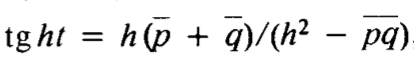 tg ht = h(p̅ + q̅)/(h² − p̅q̅)